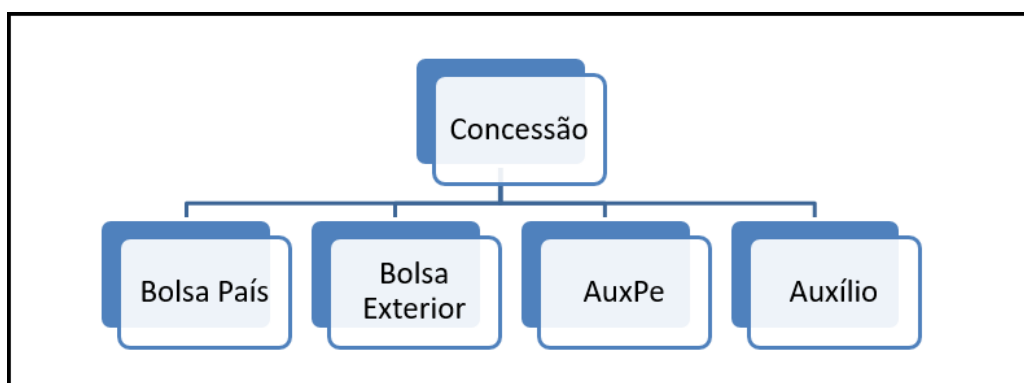 Concessão
Bolsa País
Bolsa
Exterior
AuxPe
Auxílio